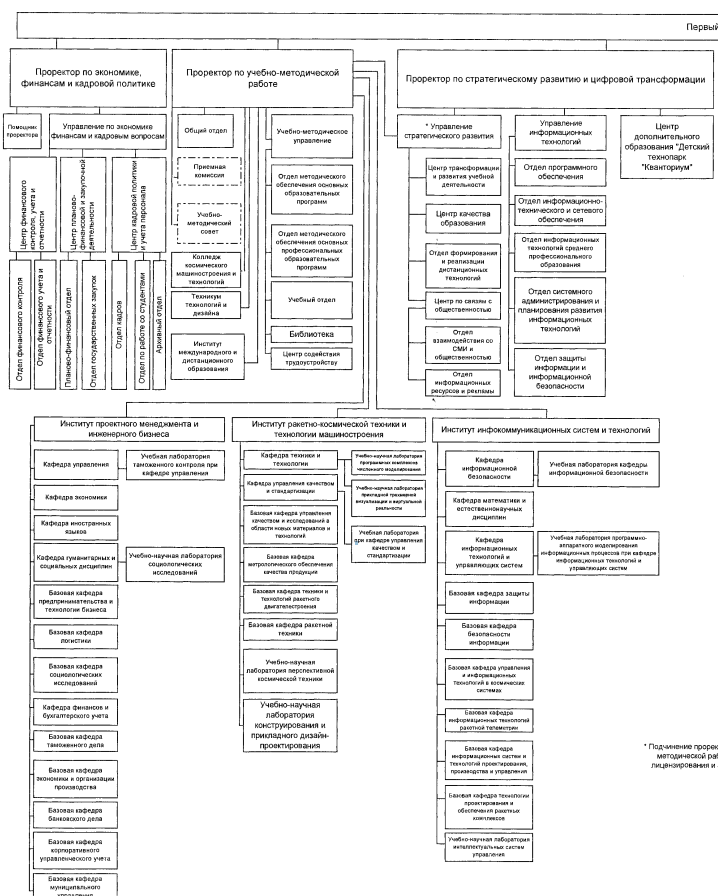 Первый
Проректор по экономике,
финансам и кадровой политике
Проректор по учебно-методической
работе
Проректор по стратегическому развитию и цифровой трансформации
Помощник
проректора
Управление по экономике
финансам и кадровым вопросам
Центр финансового
контроля, учета и
отчетности
Центр планово-
финансовой и закупочной
деятельности
Центр кадровой политики
и учета персонала
Отдел финансового контроля
Отдел финансового учета и
отчетности
Планово-финансовый отдел
Отдел государственных закупок
Отдел кадров
Отдел по работе со студентами
Архивный отдел
Общий отдел
Приемная
комиссия
Учебно-
методический
совет
Колледж
космического
машиностроения и
технологий
Техникум
технологий и
дизайна
Институт
международного и
дистанционного
образования
Учебно-методическое
управление
Отдел методического
обеспечения основных
образовательных
программ
Отдел методического
обеспечения основных
профессиональных
образовательных
программ
Учебный отдел
Библиотека
Центр содействия
трудоустройству
* Управление
стратегического развития
Центр трансформации
и развития учебной
деятельности
Центр качества
образования
Отдел формирования
и реализации
дистанционных
технологий
Центр по связям с
общественностью
Отдел
взаимодействия со
СМИ и
общественностью
Отдел
информационных
ресурсов и рекламы
Управление
информационных
технологий
Отдел программного
обеспечения
Отдел информационно-
технического и сетевого
обеспечения
Отдел информационных
технологий среднего
профессионального
образования
Отдел системного
администрирования и
планирования развития
информационных
технологий
Отдел защиты
информации и
информационной
безопасности
Центр
дополнительного
образования "Детский
технопарк
"Кванториум"
Институт проектного менеджмента и
инженерного бизнеса
Кафедра управления
Учебная лаборатория
таможенного контроля при
кафедре управления
Кафедра экономики
Кафедра иностранных
языков
Кафедра гуманитарных и
социальных дисциплин
Учебно-научная лаборатория
социологических
исследований
Базовая кафедра
предпринимательства и
технологии бизнеса
Базовая кафедра
логистики
Базовая кафедра
социологических
исследований
Кафедра финансов и
бухгалтерского учета
Базовая кафедра
таможенного дела
Базовая кафедра
экономики и организации
производства
Базовая кафедра
банковского дела
Базовая кафедра
корпоративного
управленческого учета
Базовая кафедра
муниципального
управления
Институт ракетно-космической техники и
технологии машиностроения
Кафедра техники и
технологии
Учебно-научная лаборатория
программных комплексов
численного моделирования
Кафедра управления качеством
и стандартизации
Учебно-научная лаборатория
прикладной трехмерной
визуализации и виртуальной
реальности
Базовая кафедра управления
качеством и исследований в
области новых материалов и
технологий
Учебная лаборатория
при кафедре управления
качеством и
стандартизации
Базовая кафедра
метрологического обеспечения
качества продукции
Базовая кафедра техники и
технологий ракетного
двигателестроения
Базовая кафедра ракетной
техники
Учебно-научная
лаборатория перспективной
космической техники
Учебно-научная
лаборатория
конструирования и
прикладного дизайн-
проектирования
Институт инфокоммуникационных систем и технологий
Кафедра
информационной
безопасности
Учебная лаборатория кафедры
информационной безопасности
Кафедра математики и
естественнонаучных
дисциплин
Кафедра
информационных
технологий и
управляющих систем
Учебная лаборатория программно-
аппаратного моделирования
информационных процессов при кафедре
информационных технологий и
управляющих систем
Базовая кафедра защиты
информации
Базовая кафедра
безопасности
информации
Базовая кафедра управления
и информационных
технологий в космических
системах
Базовая кафедра
информационных технологий
ракетной телеметрии
Базовая кафедра
информационных систем и
технологий проектирования,
производства и управления
Базовая кафедра технологии
проектирования и
обеспечения ракетных
комплексов
Учебно-научная лаборатория
интеллектуальных систем
управления
* Подчинение прорек
методической раб
лицензирования и